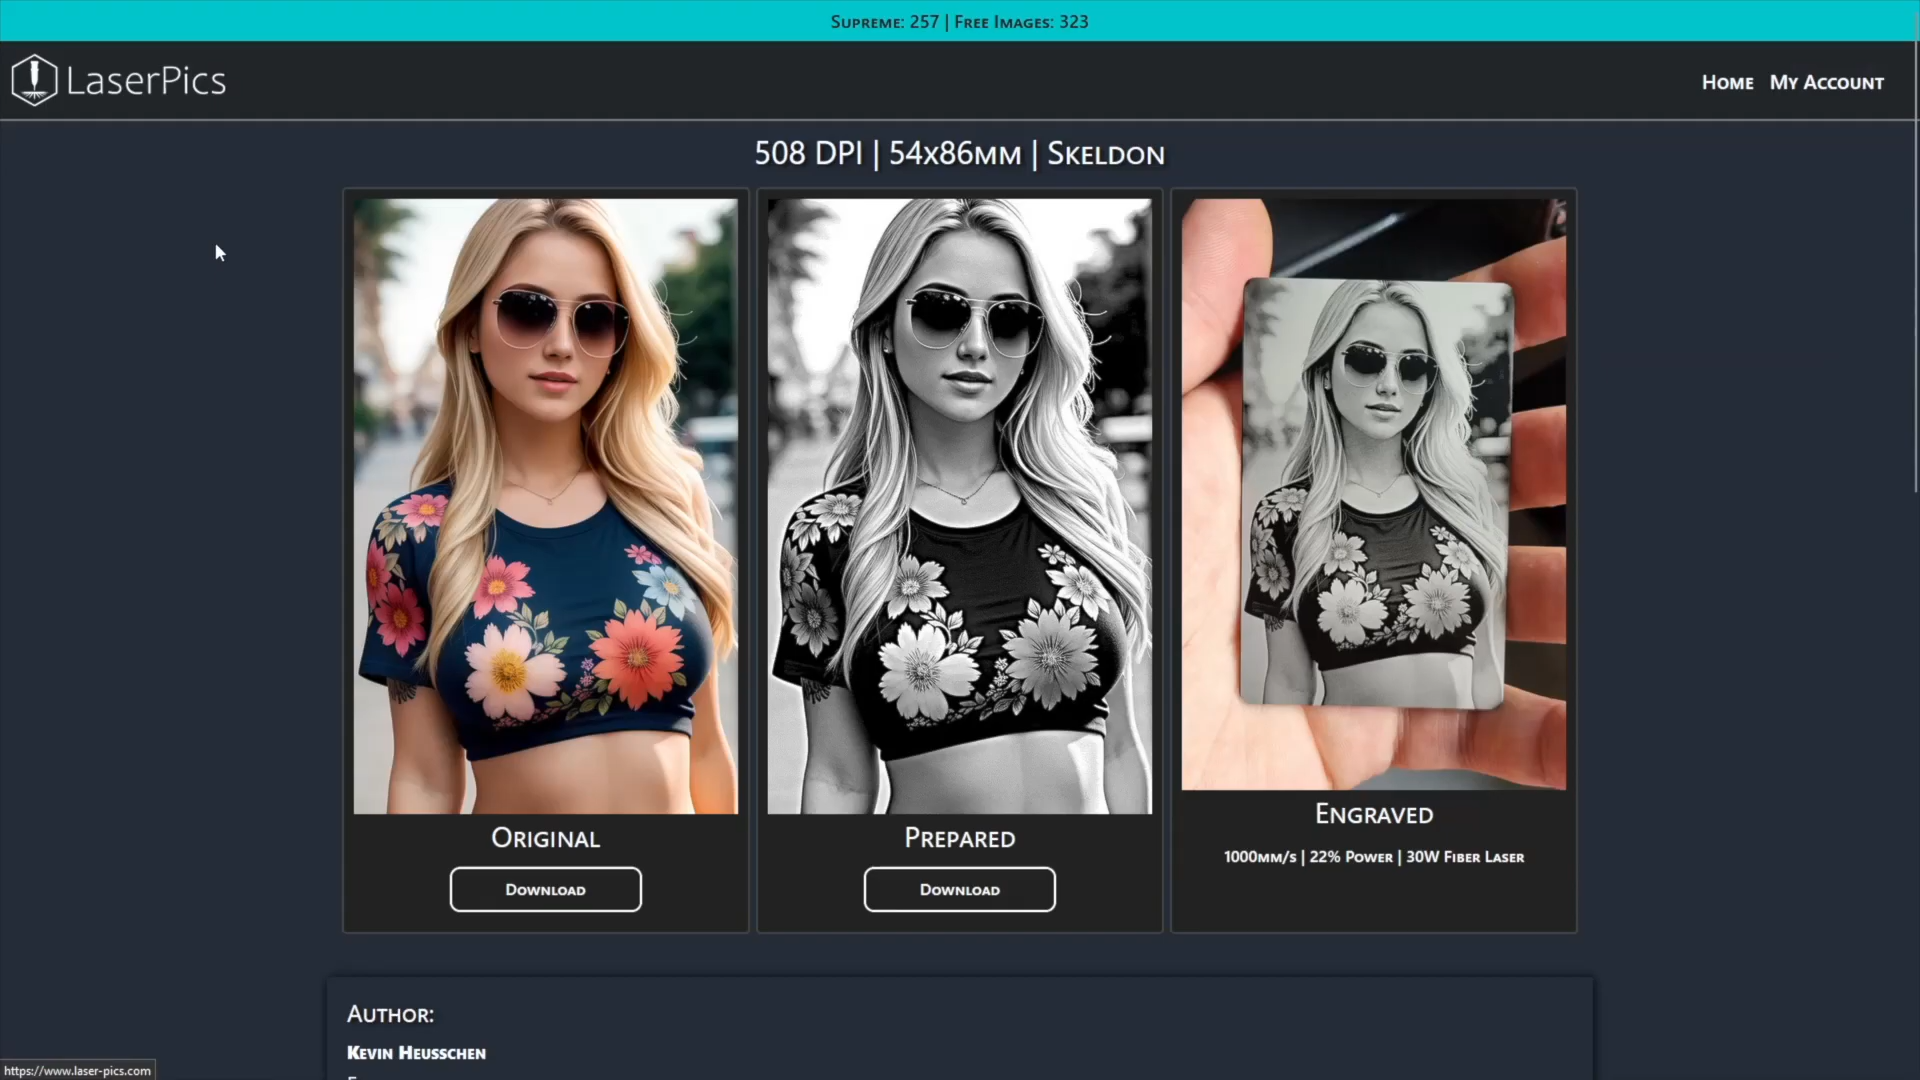 Supreme: 257 | Free Images: 323
LaserPics
Home My Account
508 DPI | 54x86mm | Skeldon
Original
Download
Prepared
Download
Engraved
1000mm/s | 22% Power | 30W Fiber Laser
Author:
Kevin Heusschen
https://www.laser-pics.com